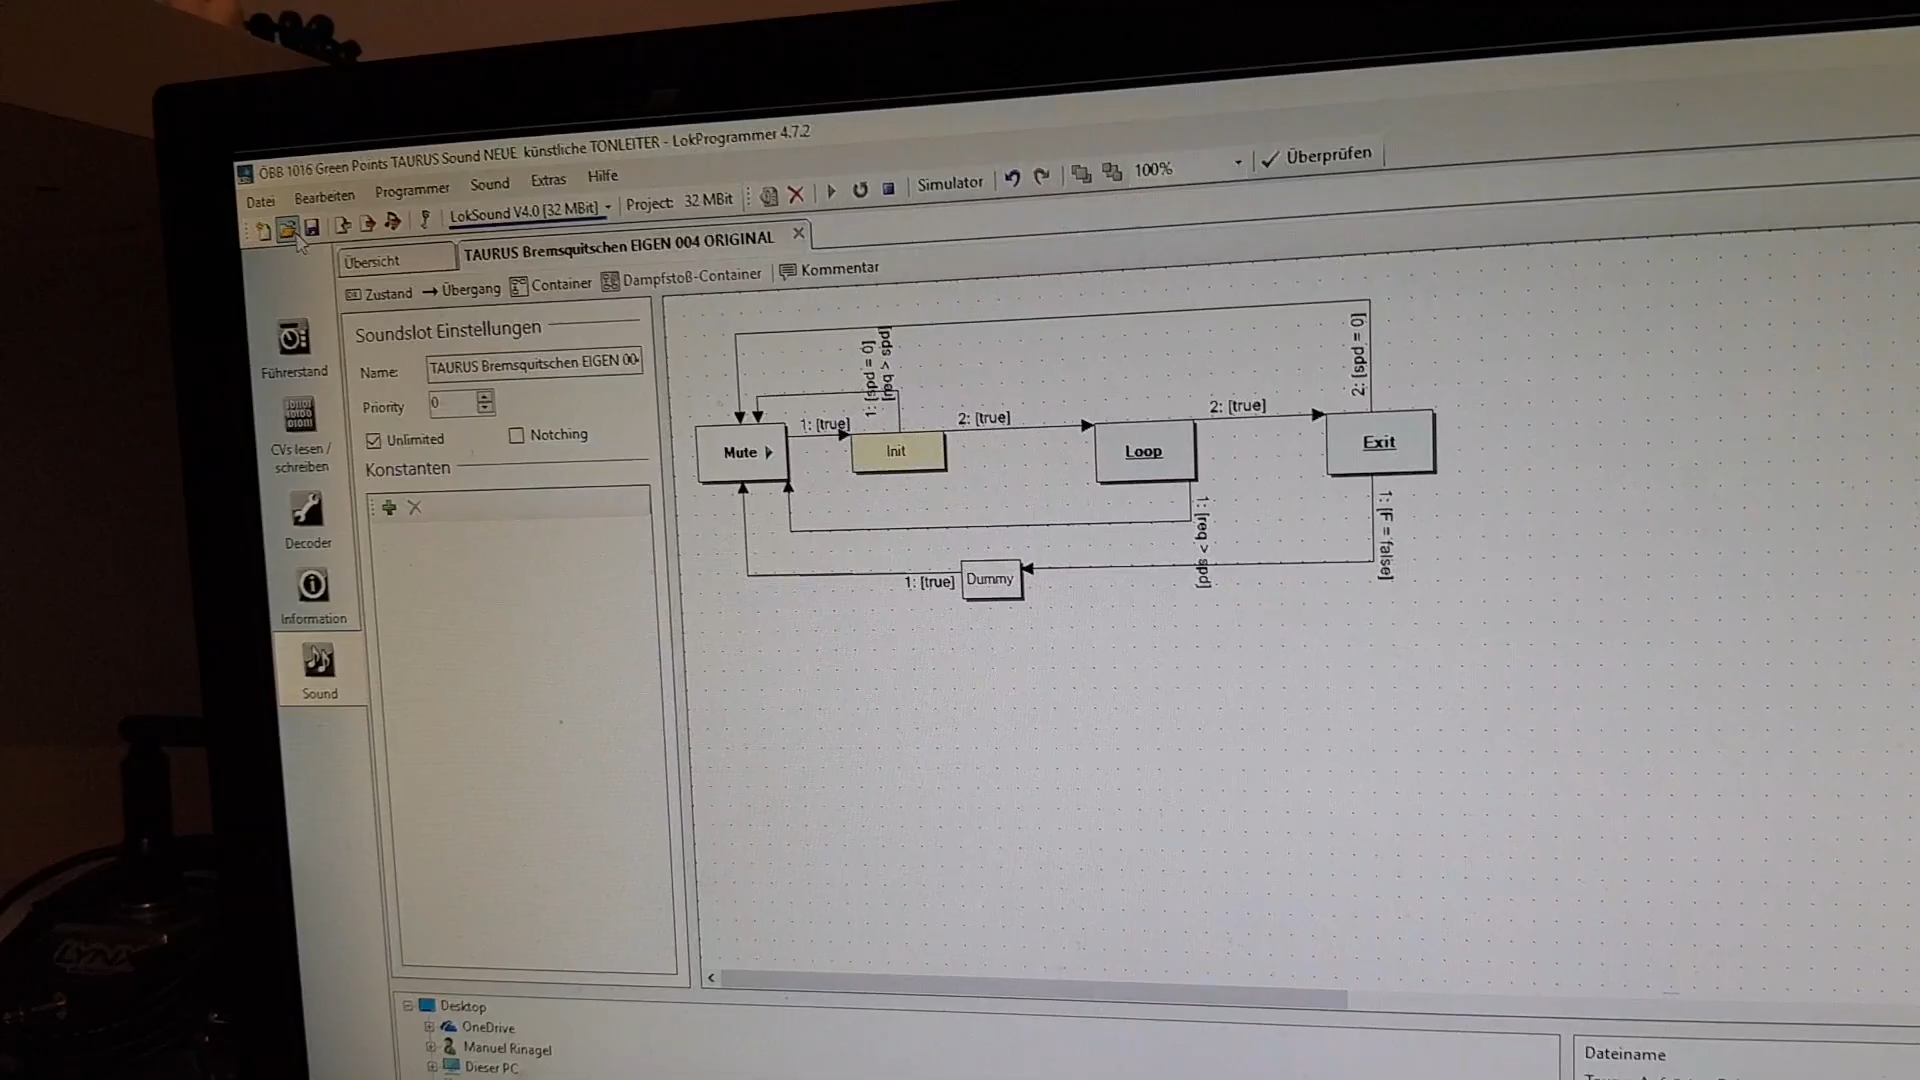 ÖBB 1016 Green Points TAURUS Sound NEUE künstliche TONLEITER - LokProgrammer 4.7.2
Datei Bearbeiten Programmer Sound Extras Hilfe
LokSound V4.0 [32 MBit] Project: 32 MBit Simulator 100% Überprüfen
Übersicht TAURUS Bremsquitschen EIGEN 004 ORIGINAL
Zustand Übergang Container Dampfstoß-Container Kommentar
Führerstand
CVs lesen /
schreiben
Decoder
Information
Sound
Soundslot Einstellungen
Name: TAURUS Bremsquitschen EIGEN 00
Priority 0
Unlimited Notching
Konstanten
Mute
1: [true]
Init
1: [spd = 0]
2: [true]
Loop
2: [true]
Exit
2: [spd = 0]
1: [req > spd]
1: [F = false]
1: [true]
Dummy
Desktop
OneDrive
Manuel Rinagel
Dieser PC
Dateiname
LYNX